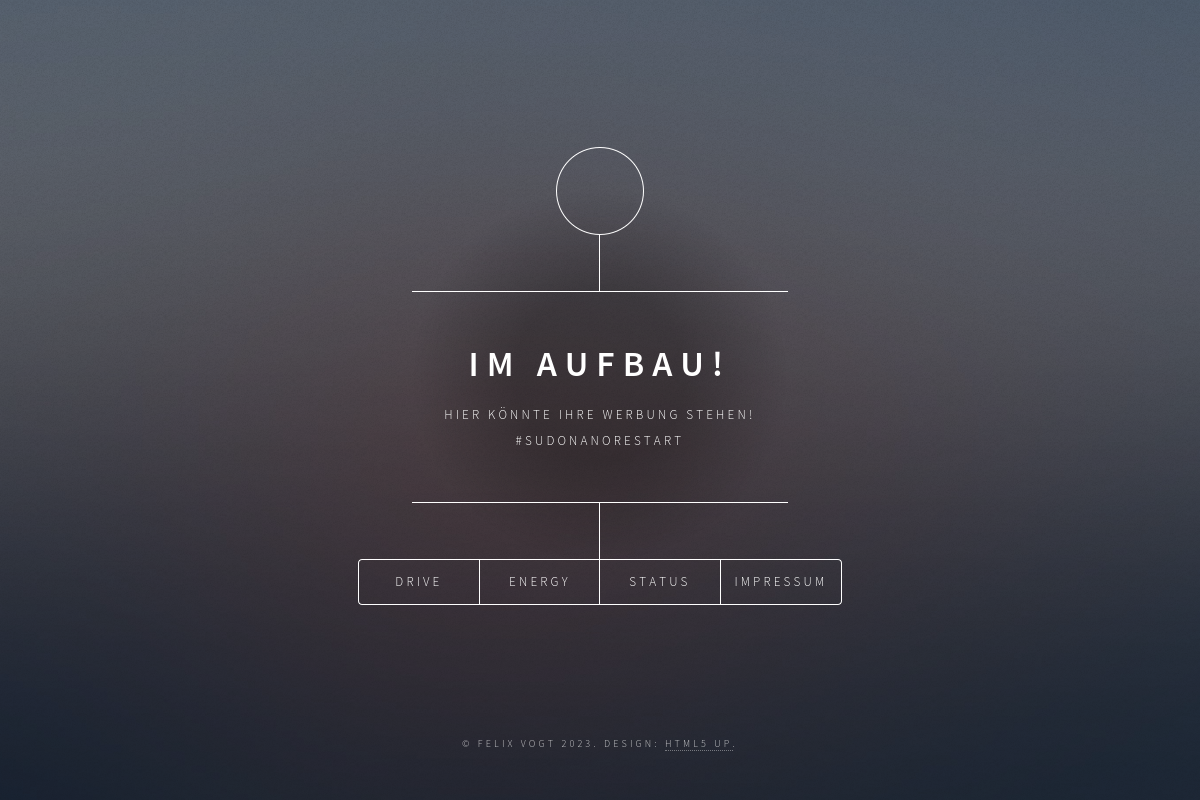 IM AUFBAU!
HIER KÖNNTE IHRE WERBUNG STEHEN!
#SUDONANORESTART
DRIVE ENERGY STATUS IMPRESSUM
© FELIX VOGT 2023. DESIGN: HTML5 UP.